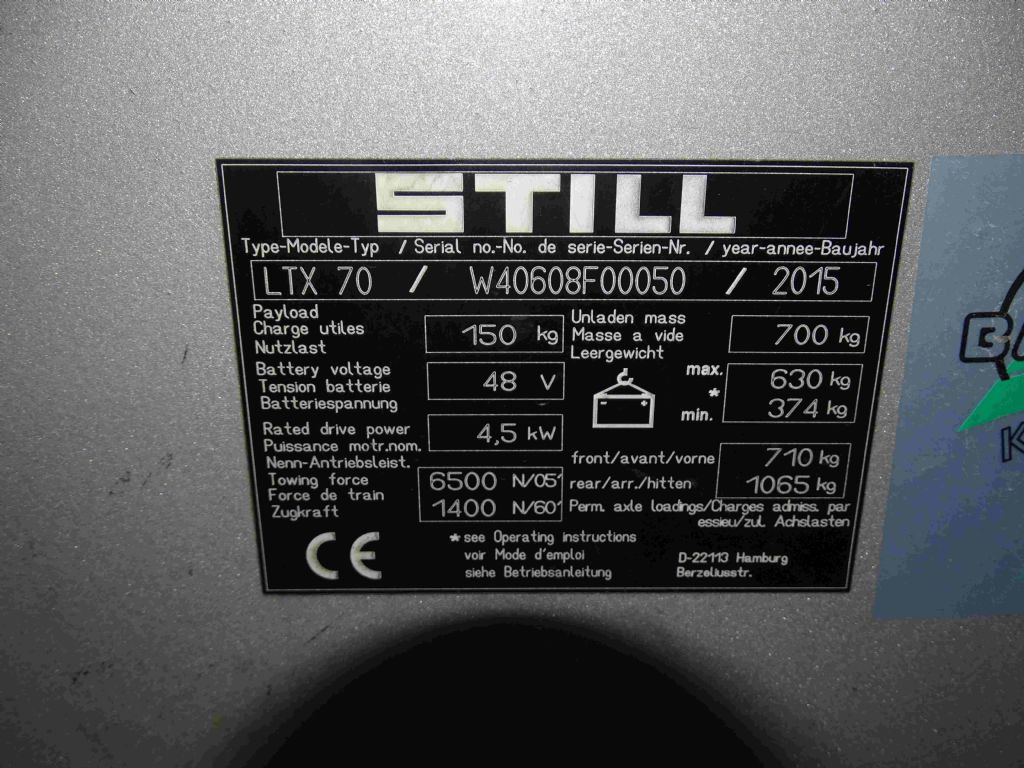 STILL
Type-Modele-Typ / Serial no.-No. de serie-Serien-Nr. / year-annee-Baujahr
LTX 70 / W40608F00050 / 2015
Payload
Charge utiles
Nutzlast
150 kg
Unladen mass
Masse a vide
Leergewicht
700 kg
Battery voltage
Tension batterie
Batteriespannung
48 V
- +
max. 630 kg
*
min. 374 kg
Rated drive power
Puissance motr.nom.
Nenn-Antriebsleist.
4,5 kW
Towing force
Force de train
Zugkraft
6500 N/05'
1400 N/60'
front/avant/vorne 710 kg
rear/arr./hitten 1065 kg
Perm. axle loadings/Charges admiss. par
essieu/zul. Achslasten
CE
* see Operating instructions
voir Mode d'emploi
siehe Betriebsanleitung
D-22113 Hamburg
Berzeliusstr.